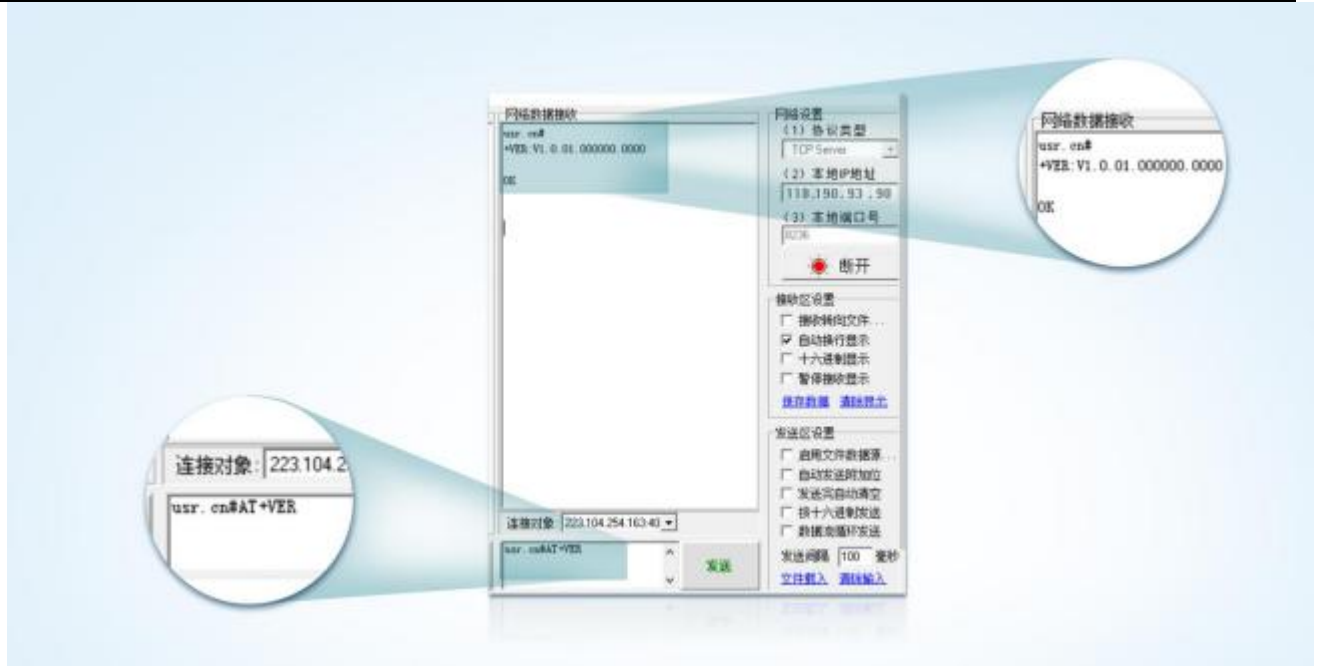 网络数据接收
usr.cn#
+VER:V1.0.01.000000.0000
OK
网络设置
(1) 协议类型
TCP Server
(2) 本地IP地址
118.190.93.90
(3) 本地端口号
8236
断开
接收区设置
接收转向文件...
自动换行显示
十六进制显示
暂停接收显示
保存数据 清除显示
发送区设置
启用文件数据源...
自动发送附加位
发送完自动清空
按十六进制发送
数据流循环发送
发送间隔 100 毫秒
文件载入 清除输入
连接对象: 223.104.254.163:40
usr.cn#AT+VER
发送
网络数据接收
usr.cn#
+VER:V1.0.01.000000.0000
OK
连接对象: 223.104.2
usr.cn#AT+VER